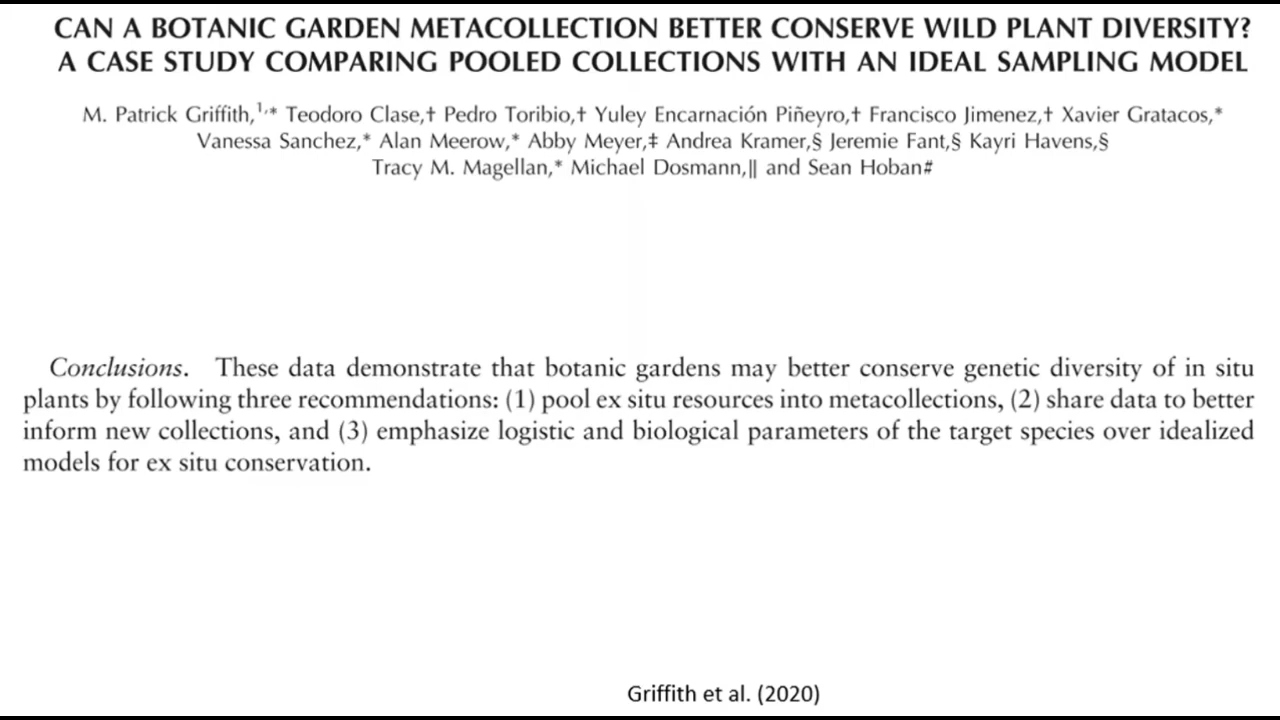 CAN A BOTANIC GARDEN METACOLLECTION BETTER CONSERVE WILD PLANT DIVERSITY?
A CASE STUDY COMPARING POOLED COLLECTIONS WITH AN IDEAL SAMPLING MODEL
M. Patrick Griffith,¹,* Teodoro Clase,† Pedro Toribio,† Yuley Encarnación Piñeyro,† Francisco Jimenez,† Xavier Gratacos,*
Vanessa Sanchez,* Alan Meerow,* Abby Meyer,‡ Andrea Kramer,§ Jeremie Fant,§ Kayri Havens,§
Tracy M. Magellan,* Michael Dosmann,‖ and Sean Hoban#
Conclusions. These data demonstrate that botanic gardens may better conserve genetic diversity of in situ
plants by following three recommendations: (1) pool ex situ resources into metacollections, (2) share data to better
inform new collections, and (3) emphasize logistic and biological parameters of the target species over idealized
models for ex situ conservation.
Griffith et al. (2020)